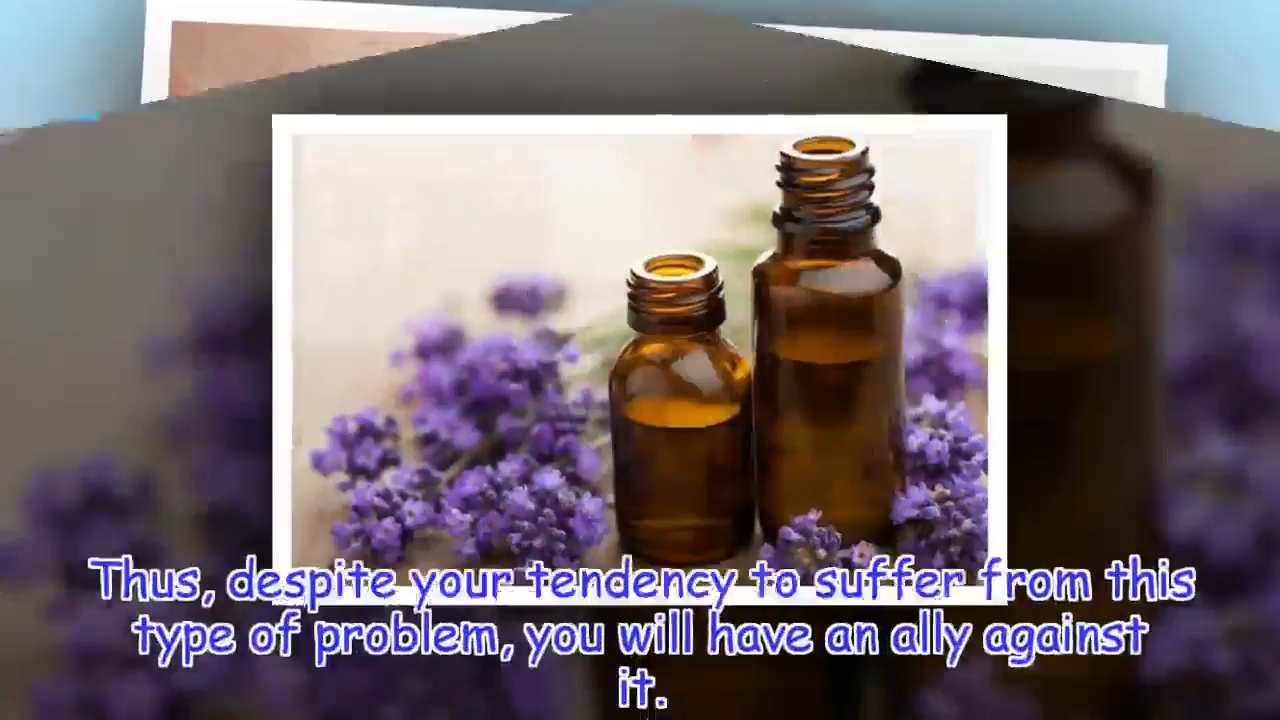 Thus, despite your tendency to suffer from this
type of problem, you will have an ally against
it.